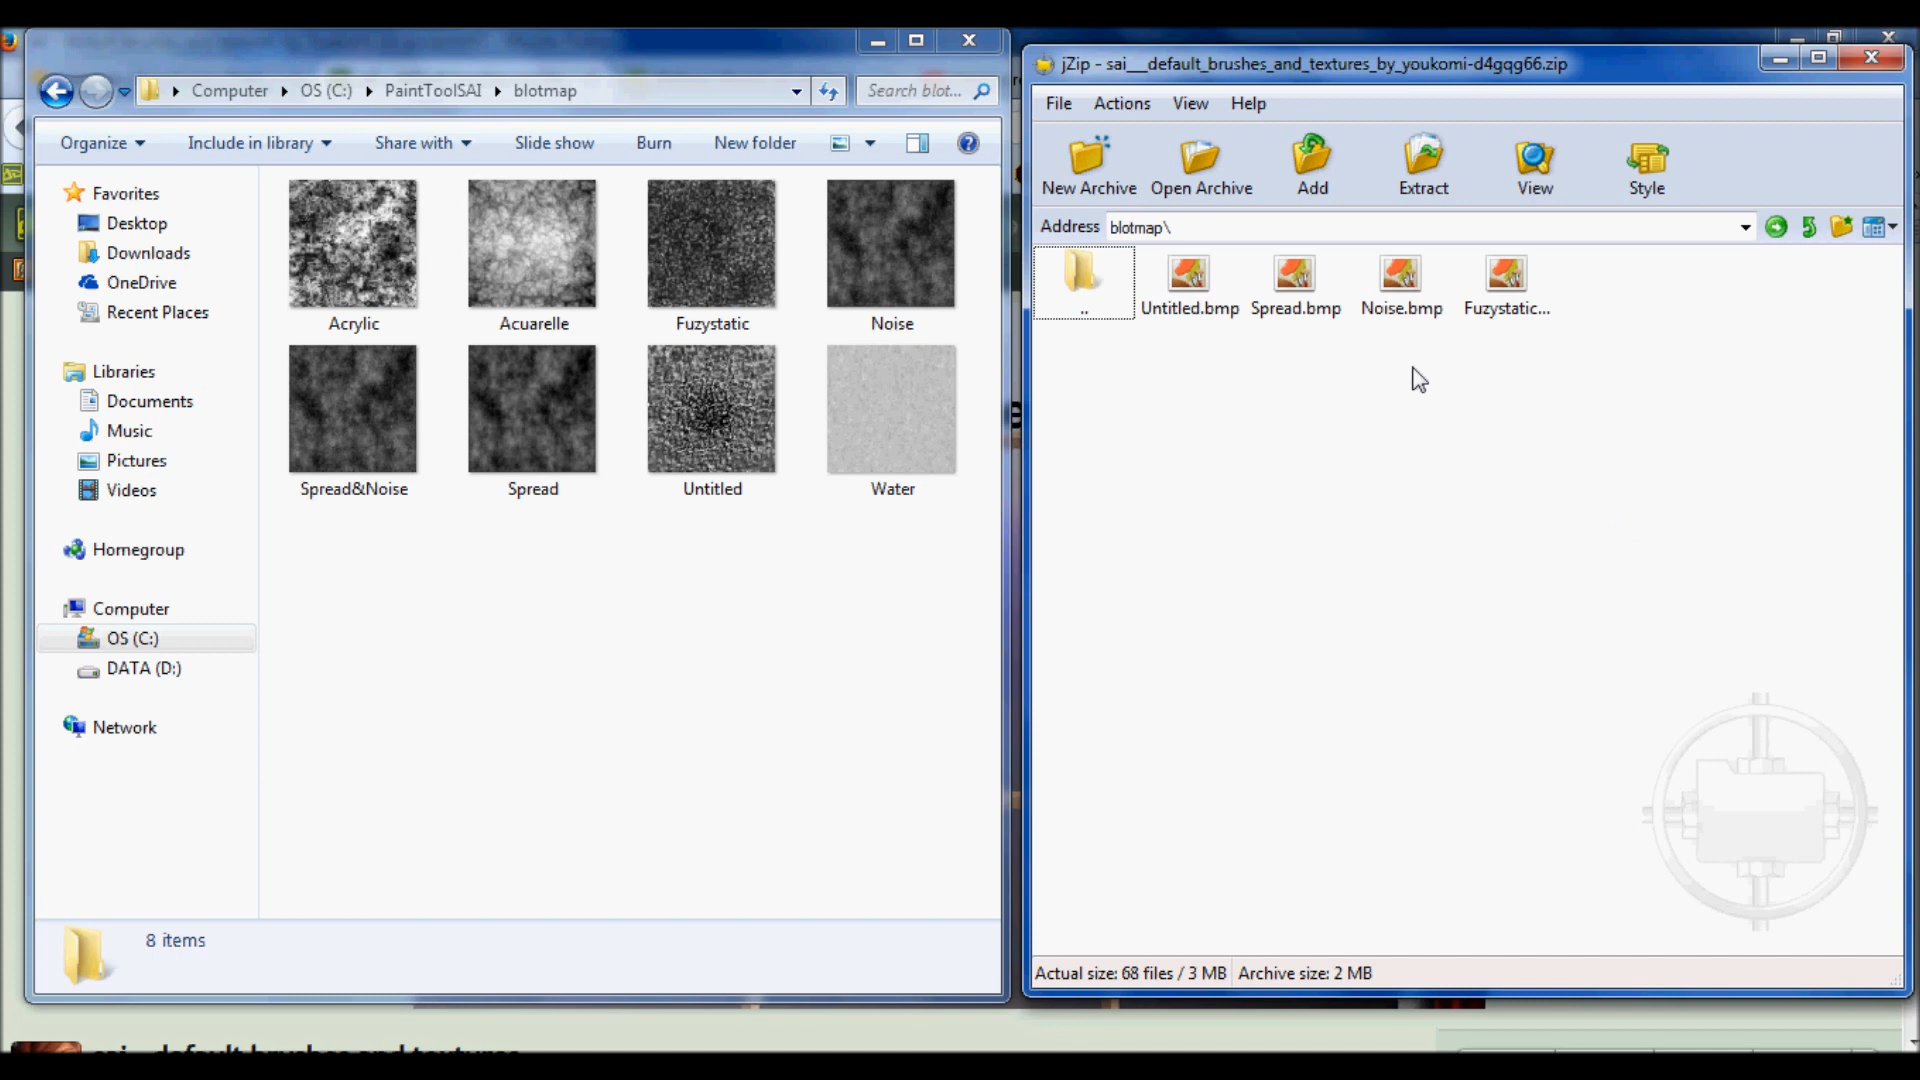 Computer OS (C:) PaintToolSAI blotmap
Search blot...
Organize Include in library Share with Slide show Burn New folder
Favorites
Desktop
Downloads
OneDrive
Recent Places
Libraries
Documents
Music
Pictures
Videos
Homegroup
Computer
OS (C:)
DATA (D:)
Network
Acrylic Acuarelle Fuzystatic Noise
Spread&Noise Spread Untitled Water
8 items
jZip - sai__default_brushes_and_textures_by_youkomi-d4gqg66.zip
File Actions View Help
New Archive Open Archive Add Extract View Style
Address blotmap\
.. Untitled.bmp Spread.bmp Noise.bmp Fuzystatic...
Actual size: 68 files / 3 MB Archive size: 2 MB